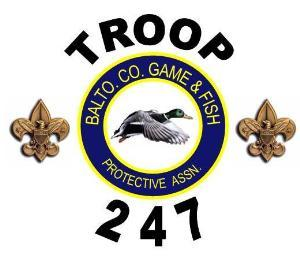 TROOP
BALTO. CO. GAME & FISH
PROTECTIVE ASSN.
247